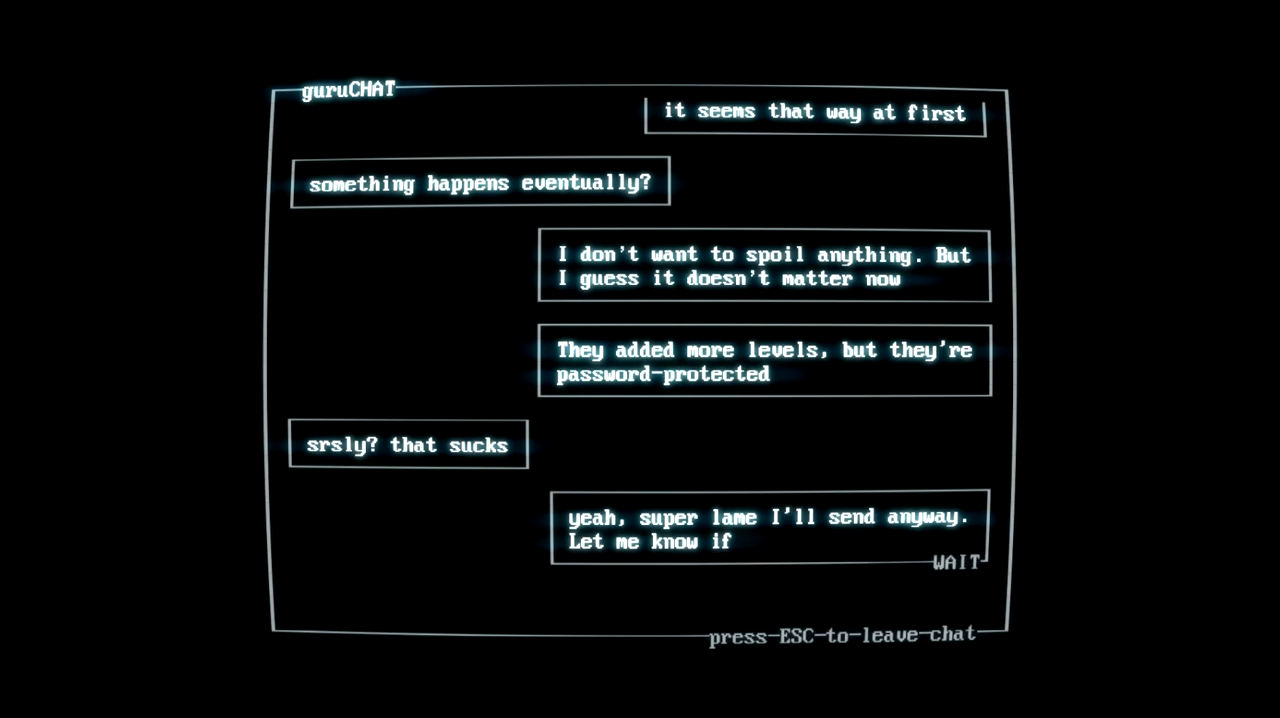 guruCHAT
it seems that way at first
something happens eventually?
I don't want to spoil anything. But
I guess it doesn't matter now
They added more levels, but they're
password-protected
srsly? that sucks
yeah, super lame I'll send anyway.
Let me know if
WAIT
press ESC to leave chat